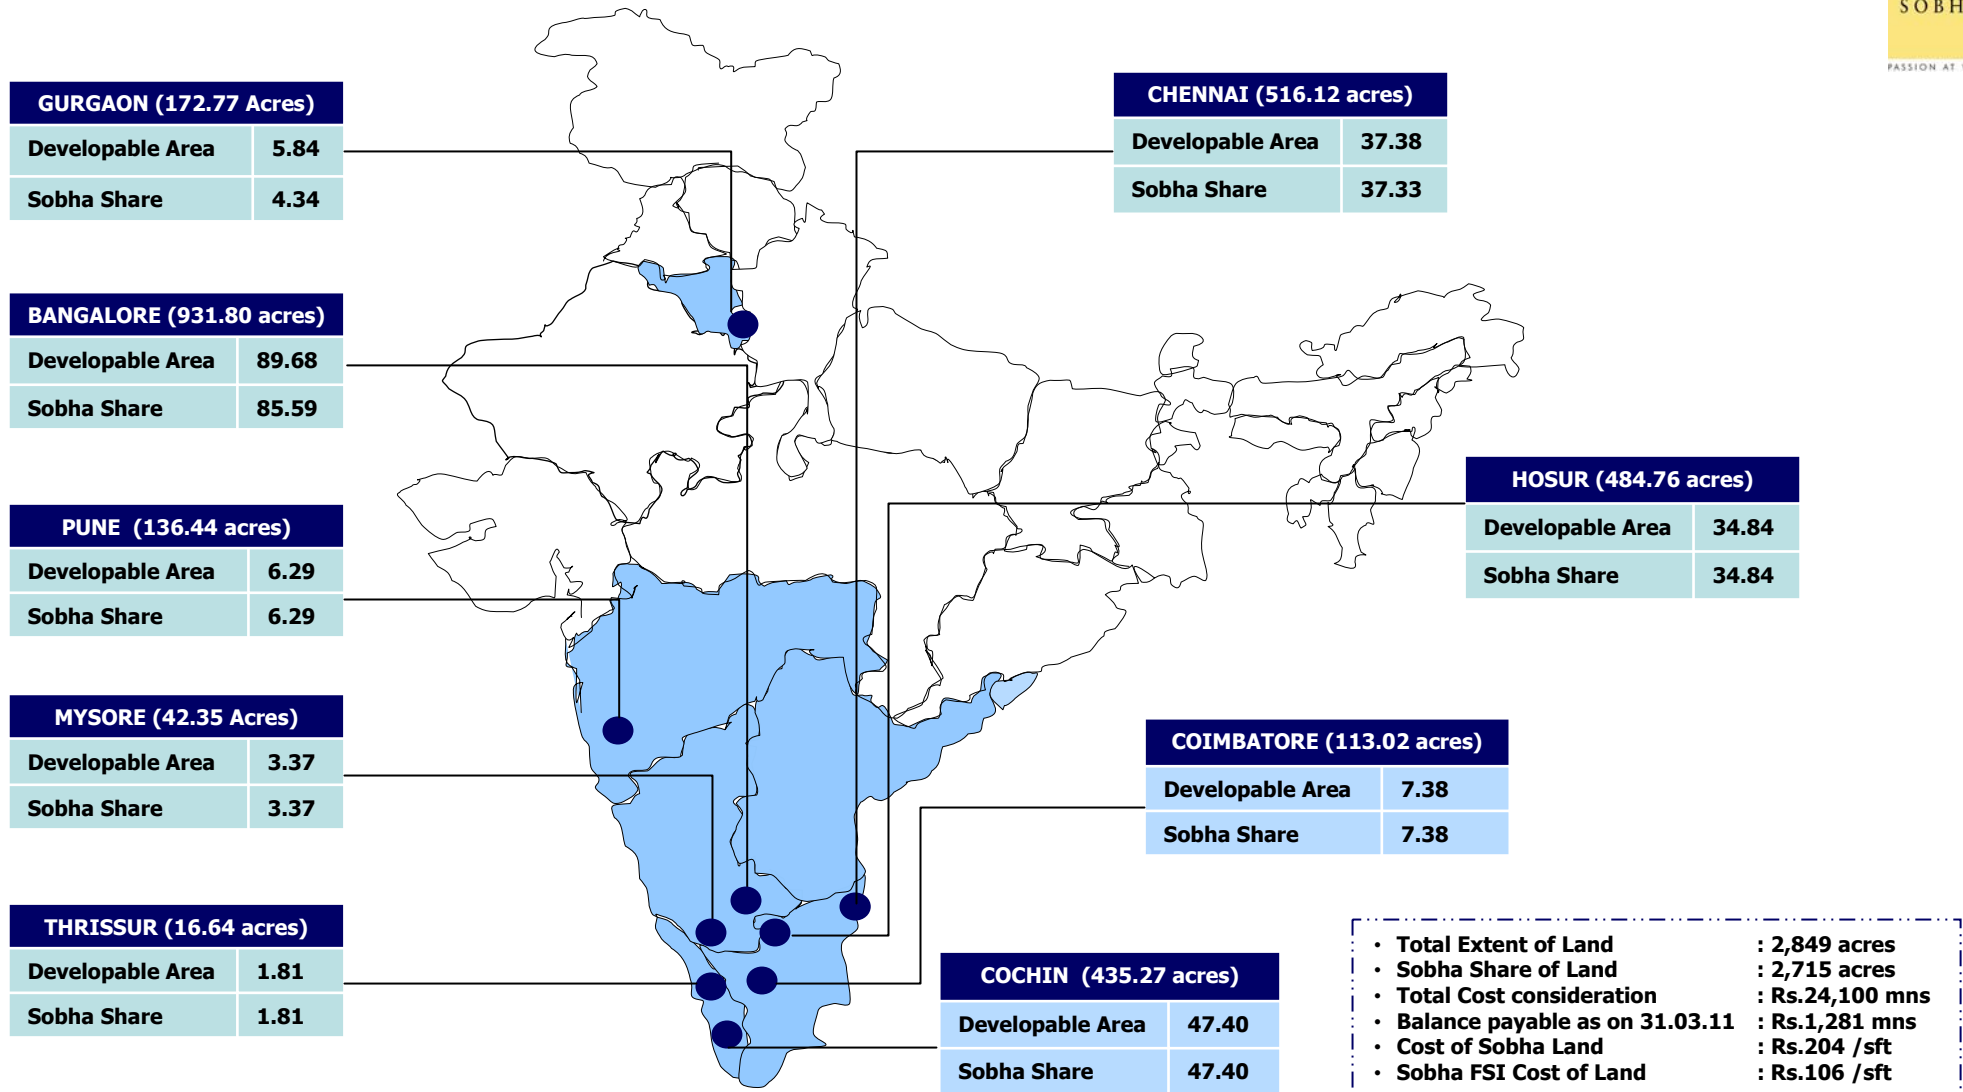 SOBH
PASSION AT
GURGAON (172.77 Acres)
Developable Area 5.84
Sobha Share 4.34
CHENNAI (516.12 acres)
Developable Area 37.38
Sobha Share 37.33
BANGALORE (931.80 acres)
Developable Area 89.68
Sobha Share 85.59
HOSUR (484.76 acres)
Developable Area 34.84
Sobha Share 34.84
PUNE (136.44 acres)
Developable Area 6.29
Sobha Share 6.29
MYSORE (42.35 Acres)
Developable Area 3.37
Sobha Share 3.37
COIMBATORE (113.02 acres)
Developable Area 7.38
Sobha Share 7.38
THRISSUR (16.64 acres)
Developable Area 1.81
Sobha Share 1.81
COCHIN (435.27 acres)
Developable Area 47.40
Sobha Share 47.40
• Total Extent of Land : 2,849 acres
• Sobha Share of Land : 2,715 acres
• Total Cost consideration : Rs.24,100 mns
• Balance payable as on 31.03.11 : Rs.1,281 mns
• Cost of Sobha Land : Rs.204 /sft
• Sobha FSI Cost of Land : Rs.106 /sft